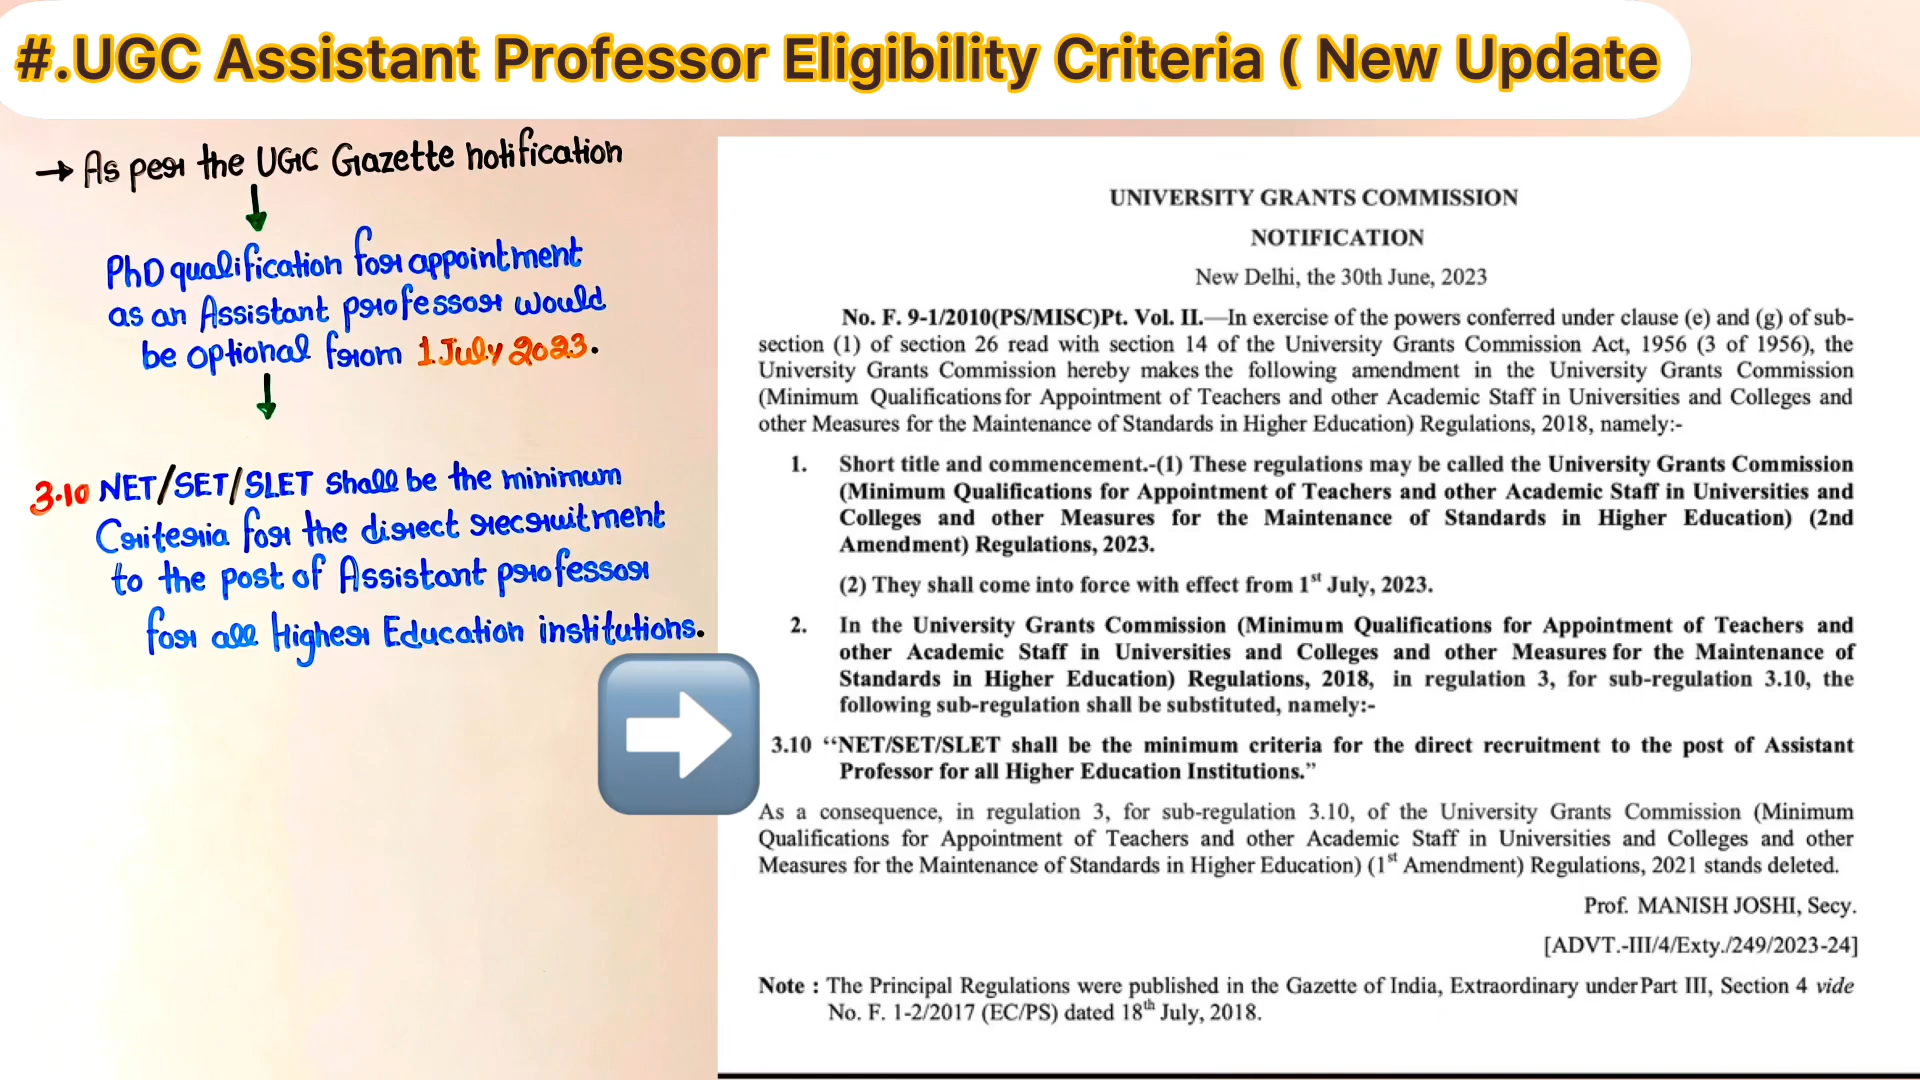 #.UGC Assistant Professor Eligibility Criteria ( New Update
→ As per the UGC Gazette notification
PhD qualification for appointment
as an Assistant professor would
be optional from 1 July 2023.
3.10 NET/SET/SLET shall be the minimum
Criteria for the direct recruitment
to the post of Assistant professor
for all Higher Education institutions.
UNIVERSITY GRANTS COMMISSION
NOTIFICATION
New Delhi, the 30th June, 2023
No. F. 9-1/2010(PS/MISC)Pt. Vol. II.—In exercise of the powers conferred under clause (e) and (g) of sub-
section (1) of section 26 read with section 14 of the University Grants Commission Act, 1956 (3 of 1956), the
University Grants Commission hereby makes the following amendment in the University Grants Commission
(Minimum Qualifications for Appointment of Teachers and other Academic Staff in Universities and Colleges and
other Measures for the Maintenance of Standards in Higher Education) Regulations, 2018, namely:-
1. Short title and commencement.-(1) These regulations may be called the University Grants Commission
(Minimum Qualifications for Appointment of Teachers and other Academic Staff in Universities and
Colleges and other Measures for the Maintenance of Standards in Higher Education) (2nd
Amendment) Regulations, 2023.
(2) They shall come into force with effect from 1st July, 2023.
2. In the University Grants Commission (Minimum Qualifications for Appointment of Teachers and
other Academic Staff in Universities and Colleges and other Measures for the Maintenance of
Standards in Higher Education) Regulations, 2018, in regulation 3, for sub-regulation 3.10, the
following sub-regulation shall be substituted, namely:-
3.10 “NET/SET/SLET shall be the minimum criteria for the direct recruitment to the post of Assistant
Professor for all Higher Education Institutions.”
As a consequence, in regulation 3, for sub-regulation 3.10, of the University Grants Commission (Minimum
Qualifications for Appointment of Teachers and other Academic Staff in Universities and Colleges and other
Measures for the Maintenance of Standards in Higher Education) (1st Amendment) Regulations, 2021 stands deleted.
Prof. MANISH JOSHI, Secy.
[ADVT.-III/4/Exty./249/2023-24]
Note : The Principal Regulations were published in the Gazette of India, Extraordinary under Part III, Section 4 vide
No. F. 1-2/2017 (EC/PS) dated 18th July, 2018.